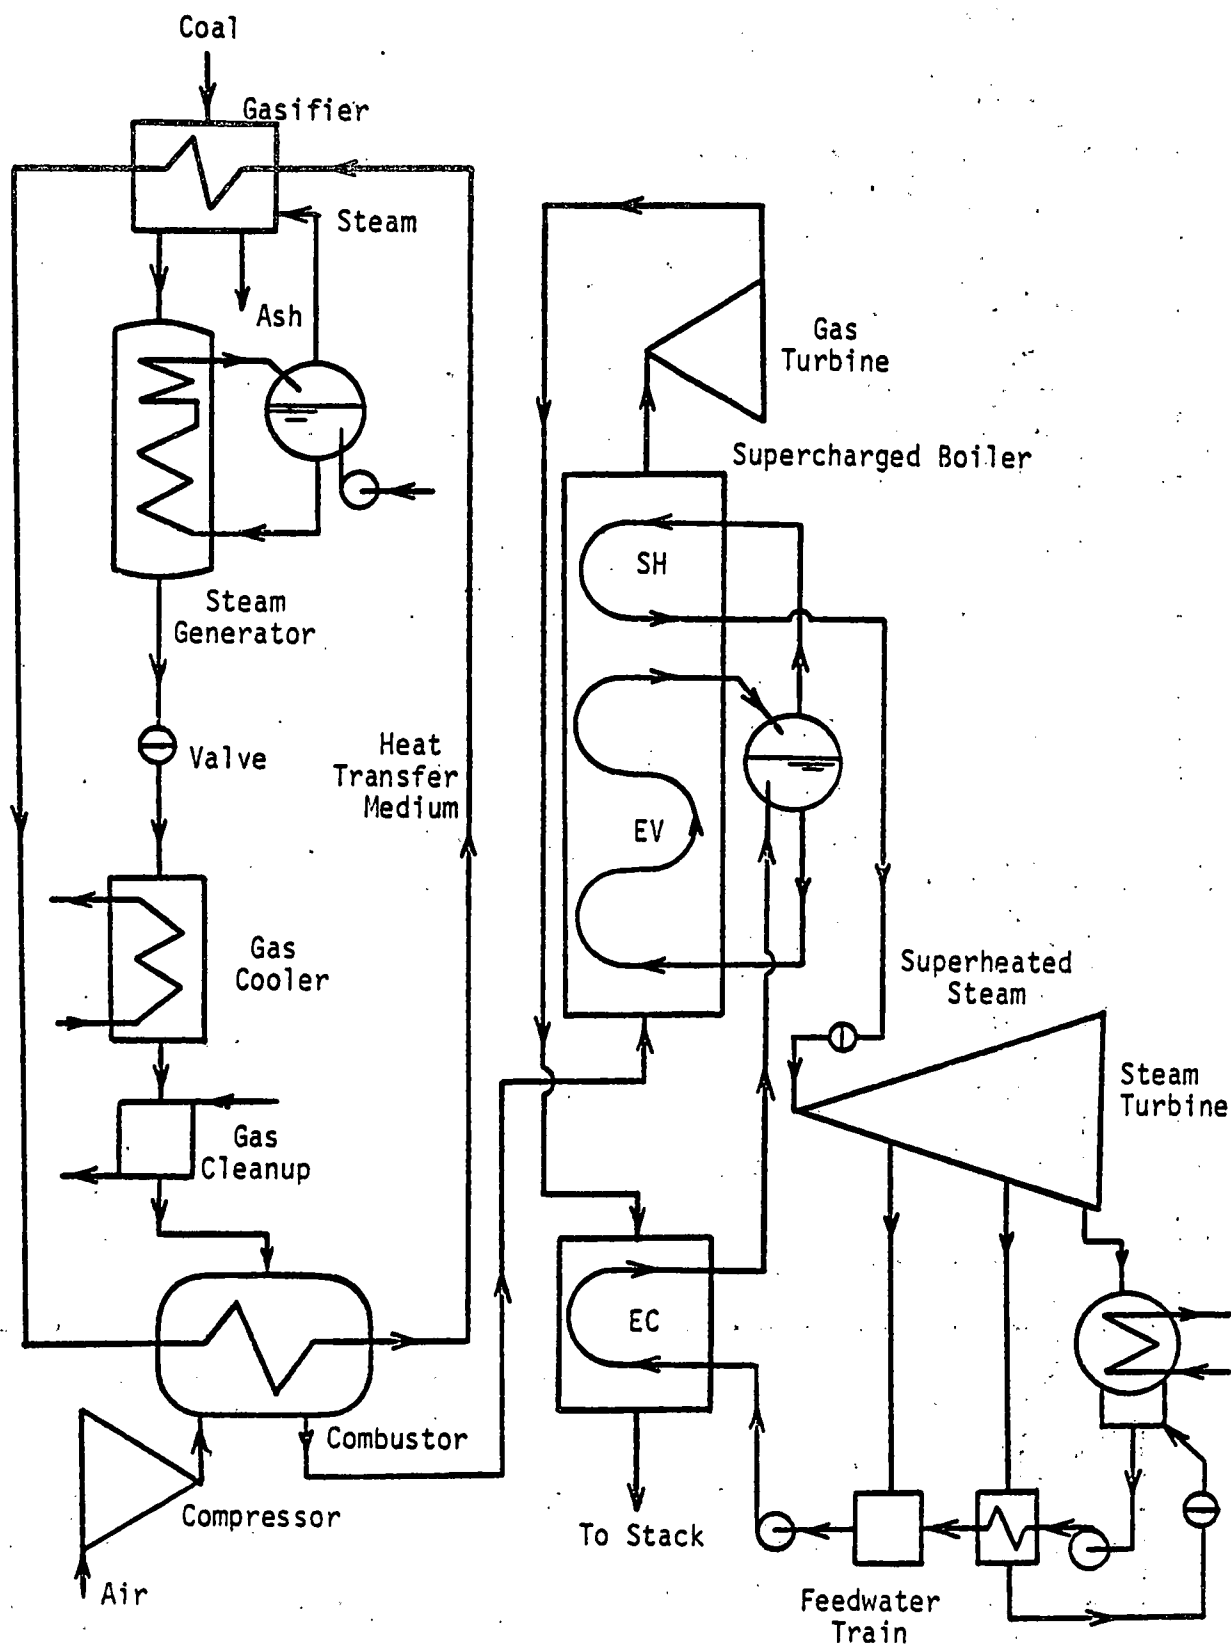 Coal
Gasifier
Steam
Ash
Gas
Turbine
Supercharged Boiler
SH
Steam
Generator
Valve
Heat
Transfer
Medium
EV
Gas
Cooler
Superheated
Steam
Steam
Turbine
Gas
Cleanup
EC
Combustor
Compressor
To Stack
Air
Feedwater
Train